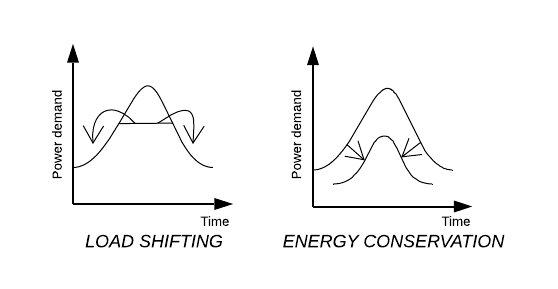 Power demand
Time
LOAD SHIFTING
Power demand
Time
ENERGY CONSERVATION